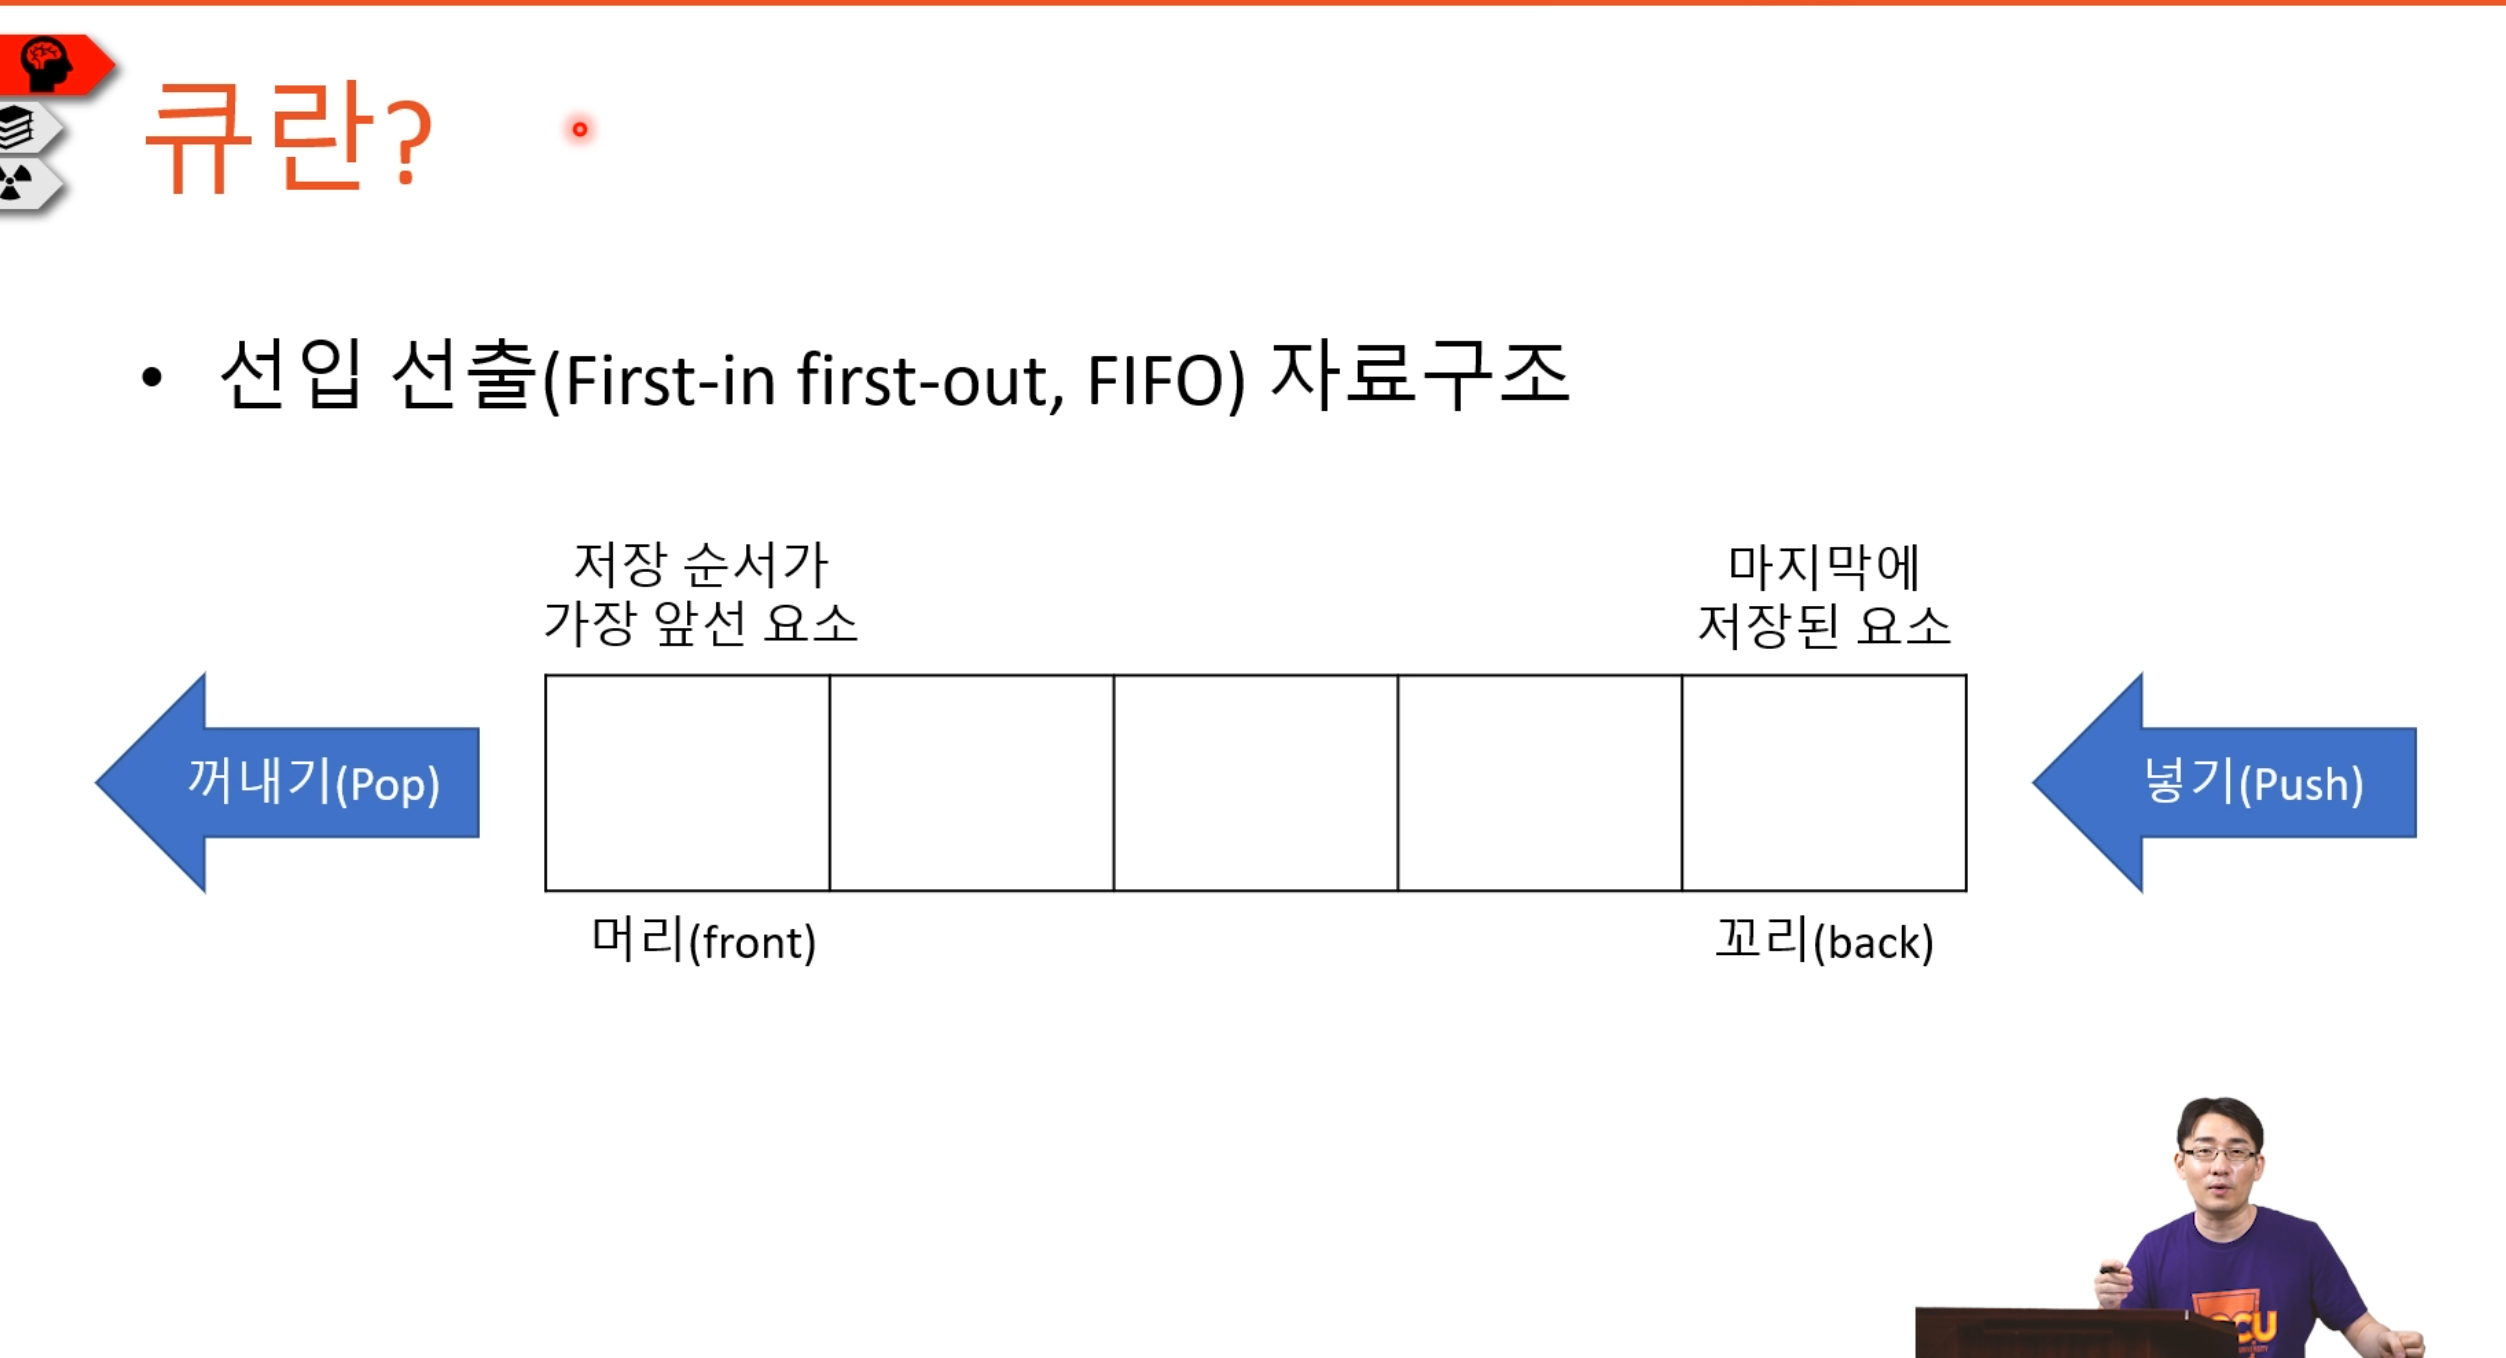 큐란?
• 선입 선출(First-in first-out, FIFO) 자료구조
저장 순서가
가장 앞선 요소
마지막에
저장된 요소
꺼내기(Pop)
넣기(Push)
머리(front)
꼬리(back)